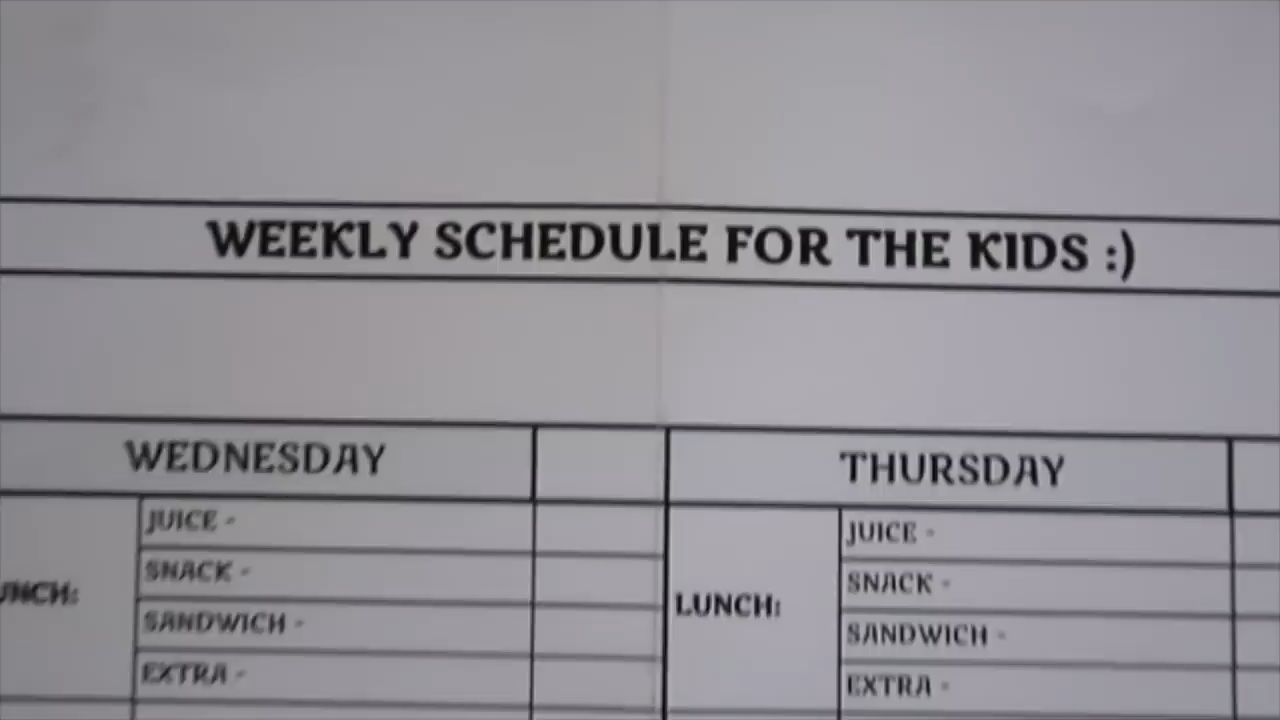 WEEKLY SCHEDULE FOR THE KIDS :)
WEDNESDAY
THURSDAY
JUICE -
SNACK -
SANDWICH -
EXTRA -
LUNCH:
JUICE -
SNACK -
SANDWICH -
EXTRA -